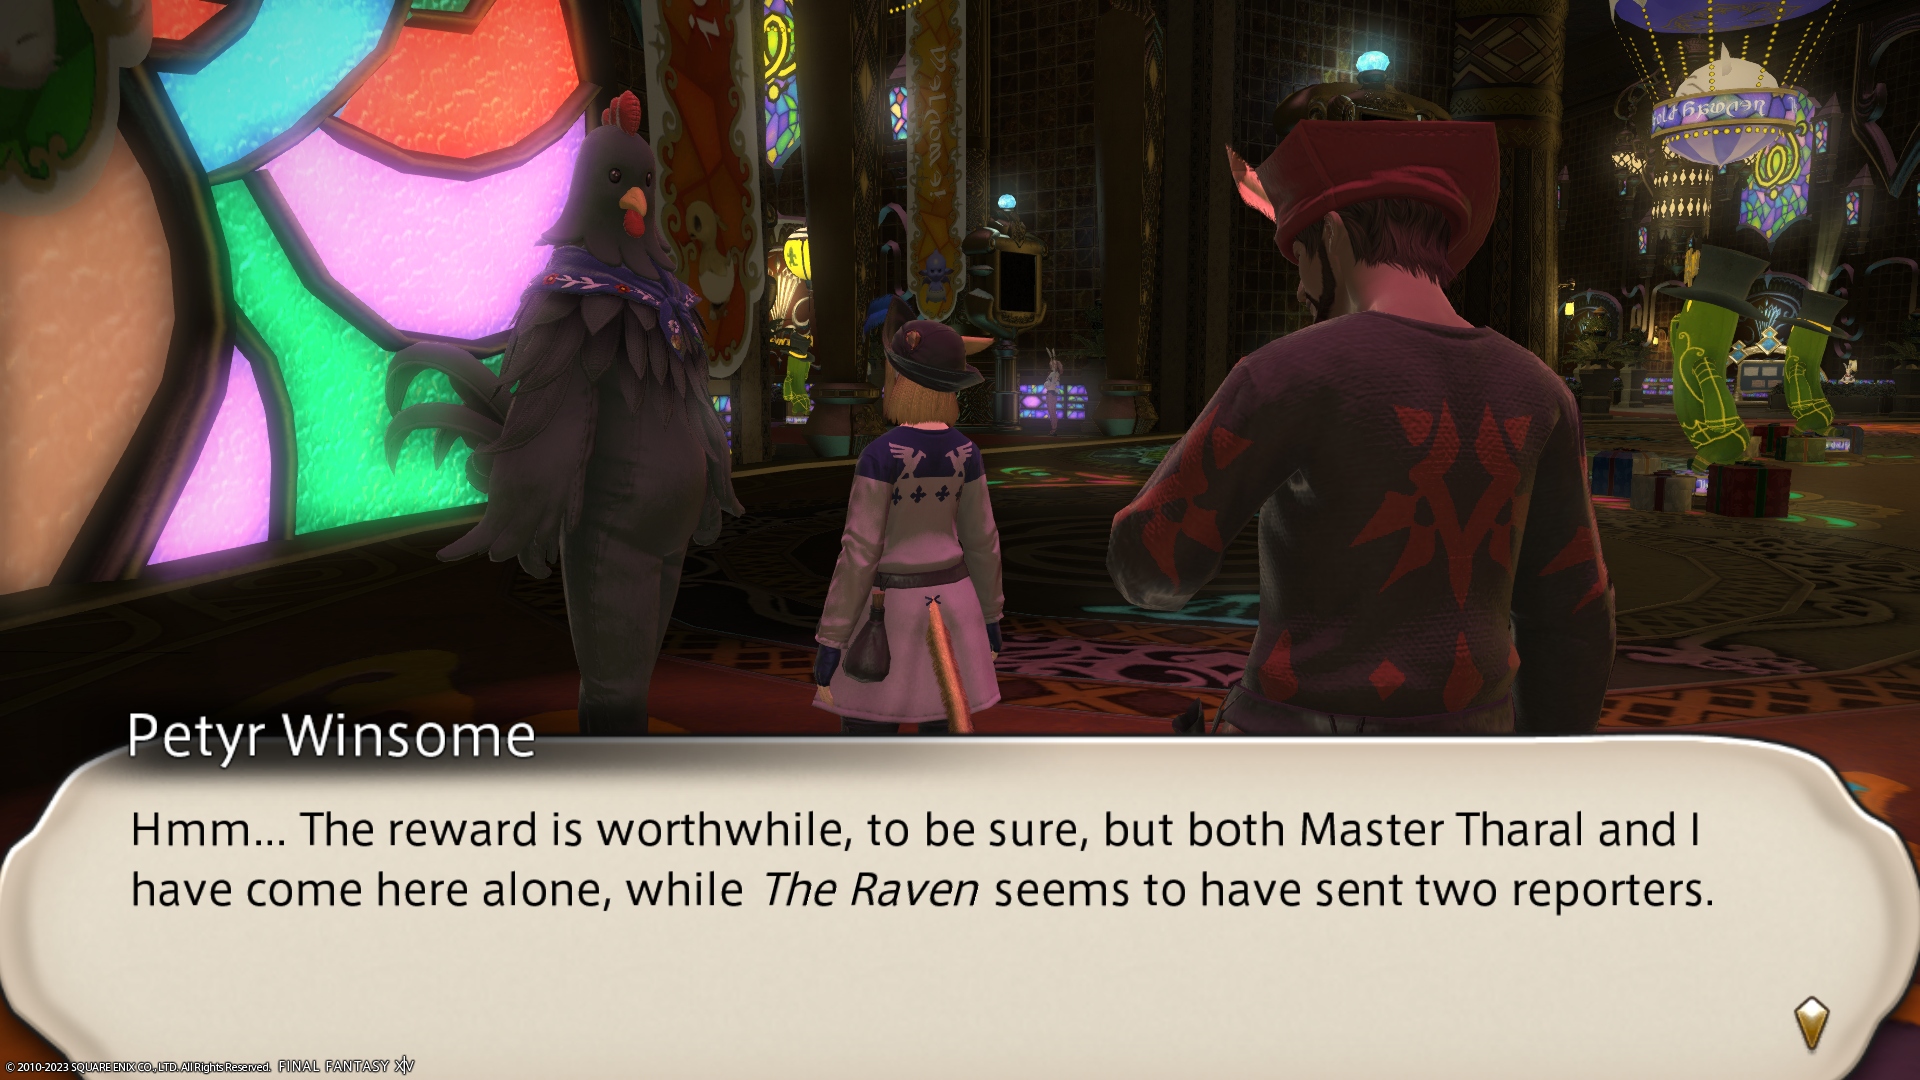 Petyr Winsome
Hmm... The reward is worthwhile, to be sure, but both Master Tharal and I
have come here alone, while The Raven seems to have sent two reporters.
© 2010-2023 SQUARE ENIX CO., LTD. All Rights Reserved. FINAL FANTASY XIV